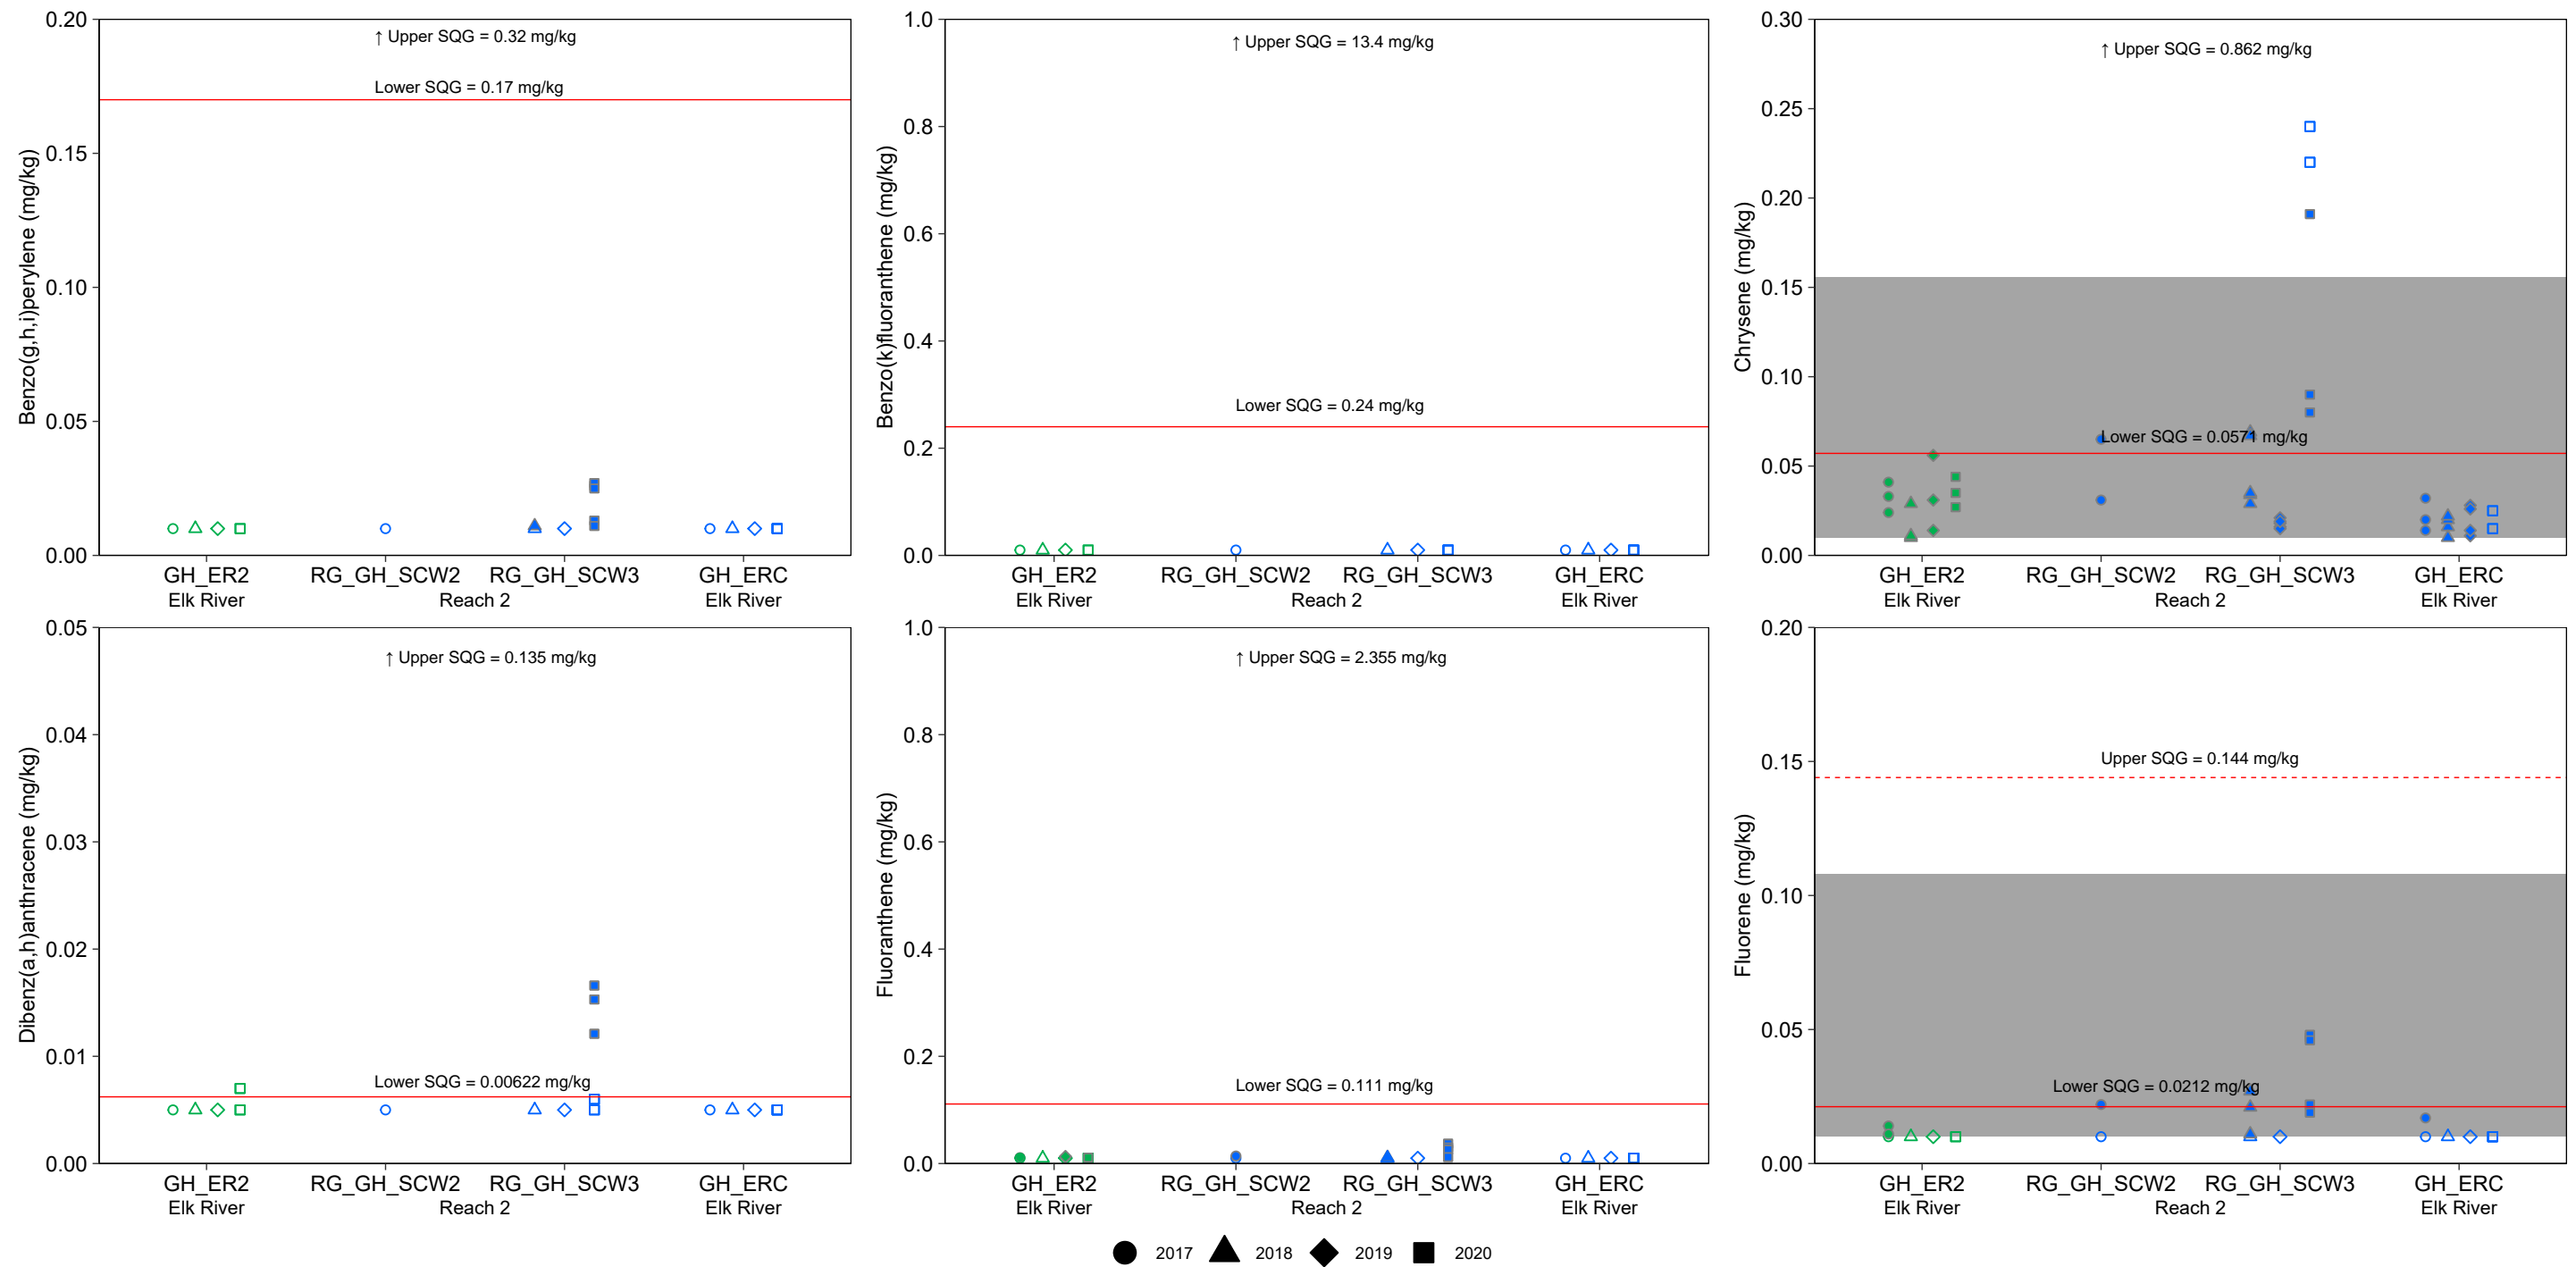 Benzo(g,h,i)perylene (mg/kg)
0.20
0.15
0.10
0.05
0.00
↑ Upper SQG = 0.32 mg/kg
Lower SQG = 0.17 mg/kg
GH_ER2 RG_GH_SCW2 RG_GH_SCW3 GH_ERC
Elk River Reach 2 Elk River
Benzo(k)fluoranthene (mg/kg)
1.0
0.8
0.6
0.4
0.2
0.0
↑ Upper SQG = 13.4 mg/kg
Lower SQG = 0.24 mg/kg
GH_ER2 RG_GH_SCW2 RG_GH_SCW3 GH_ERC
Elk River Reach 2 Elk River
Chrysene (mg/kg)
0.30
0.25
0.20
0.15
0.10
0.05
0.00
↑ Upper SQG = 0.862 mg/kg
Lower SQG = 0.0571 mg/kg
GH_ER2 RG_GH_SCW2 RG_GH_SCW3 GH_ERC
Elk River Reach 2 Elk River
Dibenz(a,h)anthracene (mg/kg)
0.05
0.04
0.03
0.02
0.01
0.00
↑ Upper SQG = 0.135 mg/kg
Lower SQG = 0.00622 mg/kg
GH_ER2 RG_GH_SCW2 RG_GH_SCW3 GH_ERC
Elk River Reach 2 Elk River
Fluoranthene (mg/kg)
1.0
0.8
0.6
0.4
0.2
0.0
↑ Upper SQG = 2.355 mg/kg
Lower SQG = 0.111 mg/kg
GH_ER2 RG_GH_SCW2 RG_GH_SCW3 GH_ERC
Elk River Reach 2 Elk River
Fluorene (mg/kg)
0.20
0.15
0.10
0.05
0.00
Upper SQG = 0.144 mg/kg
Lower SQG = 0.0212 mg/kg
GH_ER2 RG_GH_SCW2 RG_GH_SCW3 GH_ERC
Elk River Reach 2 Elk River
2017 2018 2019 2020